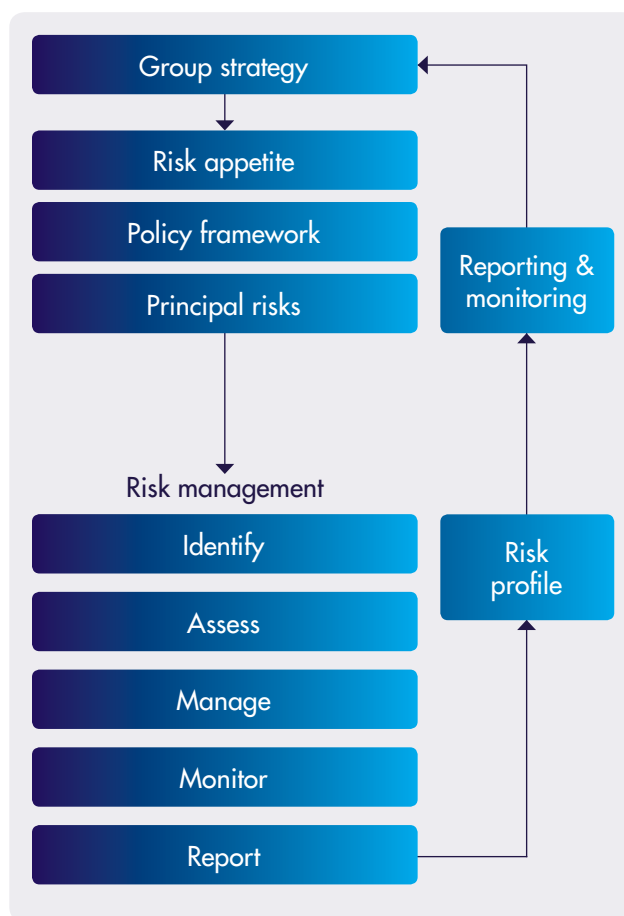 Group strategy
Risk appetite
Policy framework
Principal risks
Reporting &
monitoring
Risk management
Identify
Risk
profile
Assess
Manage
Monitor
Report